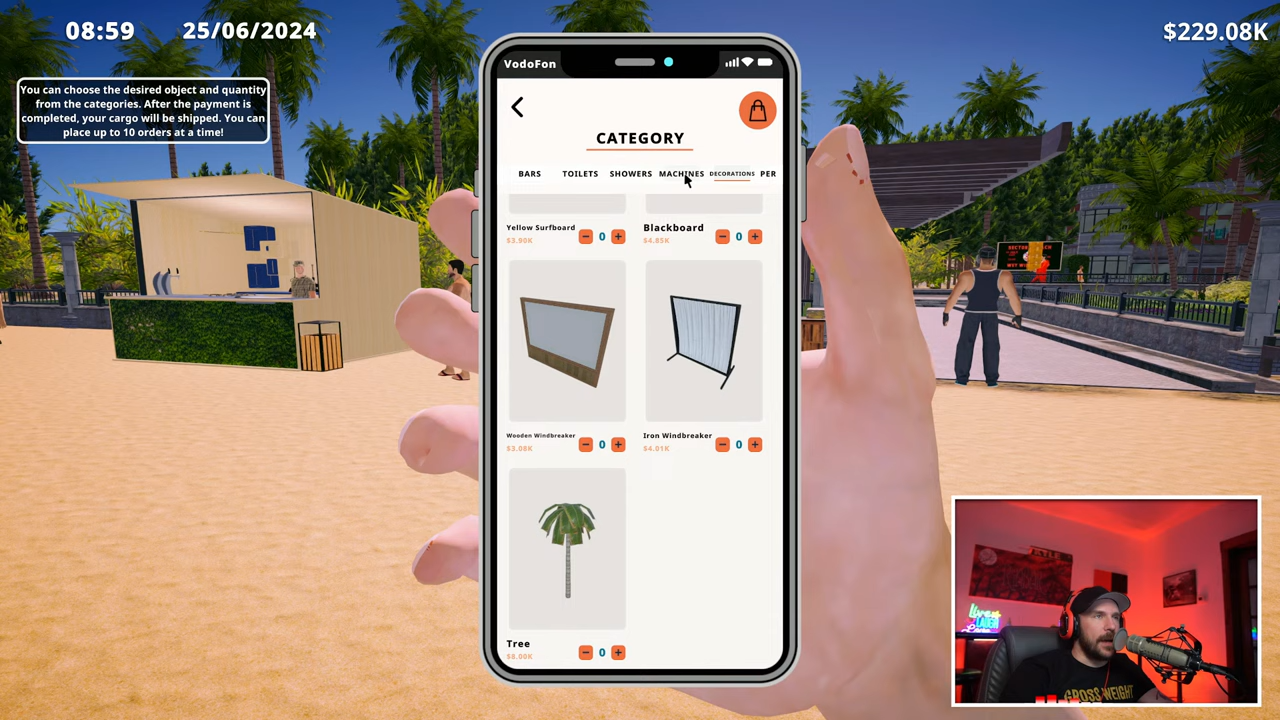 08:59
25/06/2024
$229.08K
You can choose the desired object and quantity
from the categories. After the payment is
completed, your cargo will be shipped. You can
place up to 10 orders at a time!
VodoFon
CATEGORY
BARS
TOILETS
SHOWERS
MACHINES
DECORATIONS
PER
Yellow Surfboard
$3.90K
0
Blackboard
$4.85K
0
Wooden Windbreaker
$3.08K
0
Iron Windbreaker
$4.01K
0
Tree
$8.00K
0
GROSS WEIGHT